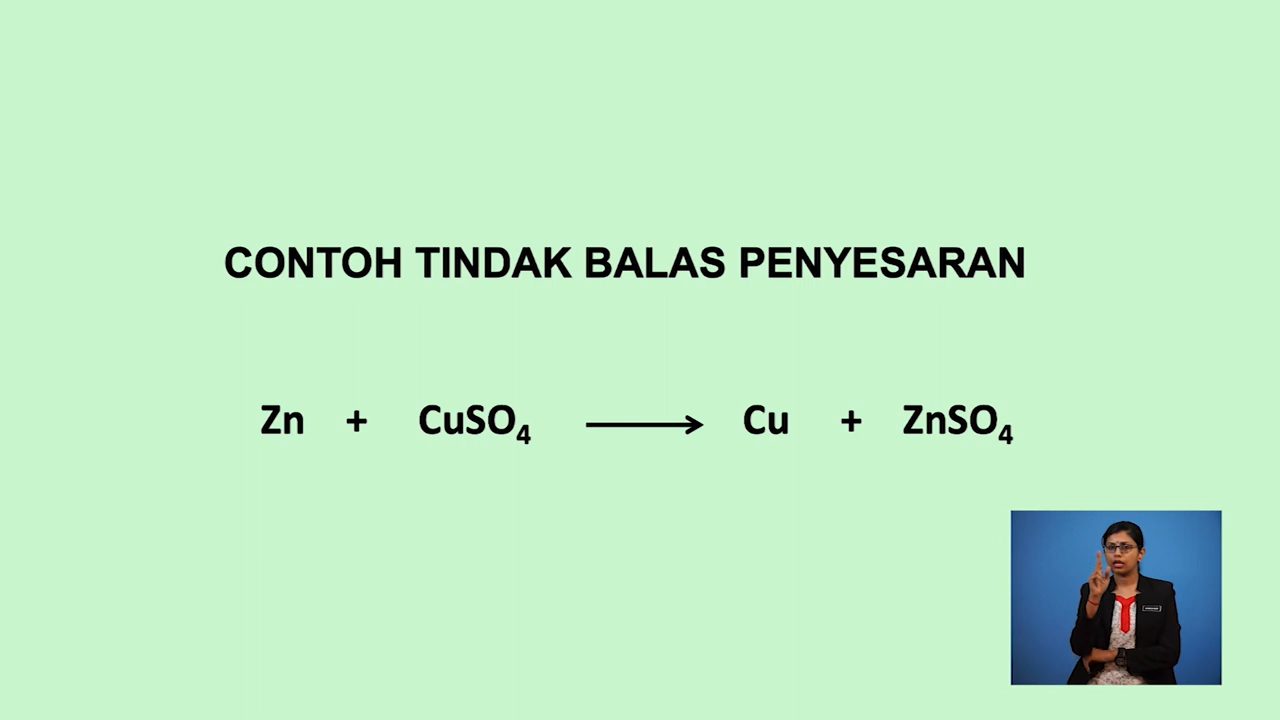 CONTOH TINDAK BALAS PENYESARAN
Zn + CuSO₄ ⟶ Cu + ZnSO₄